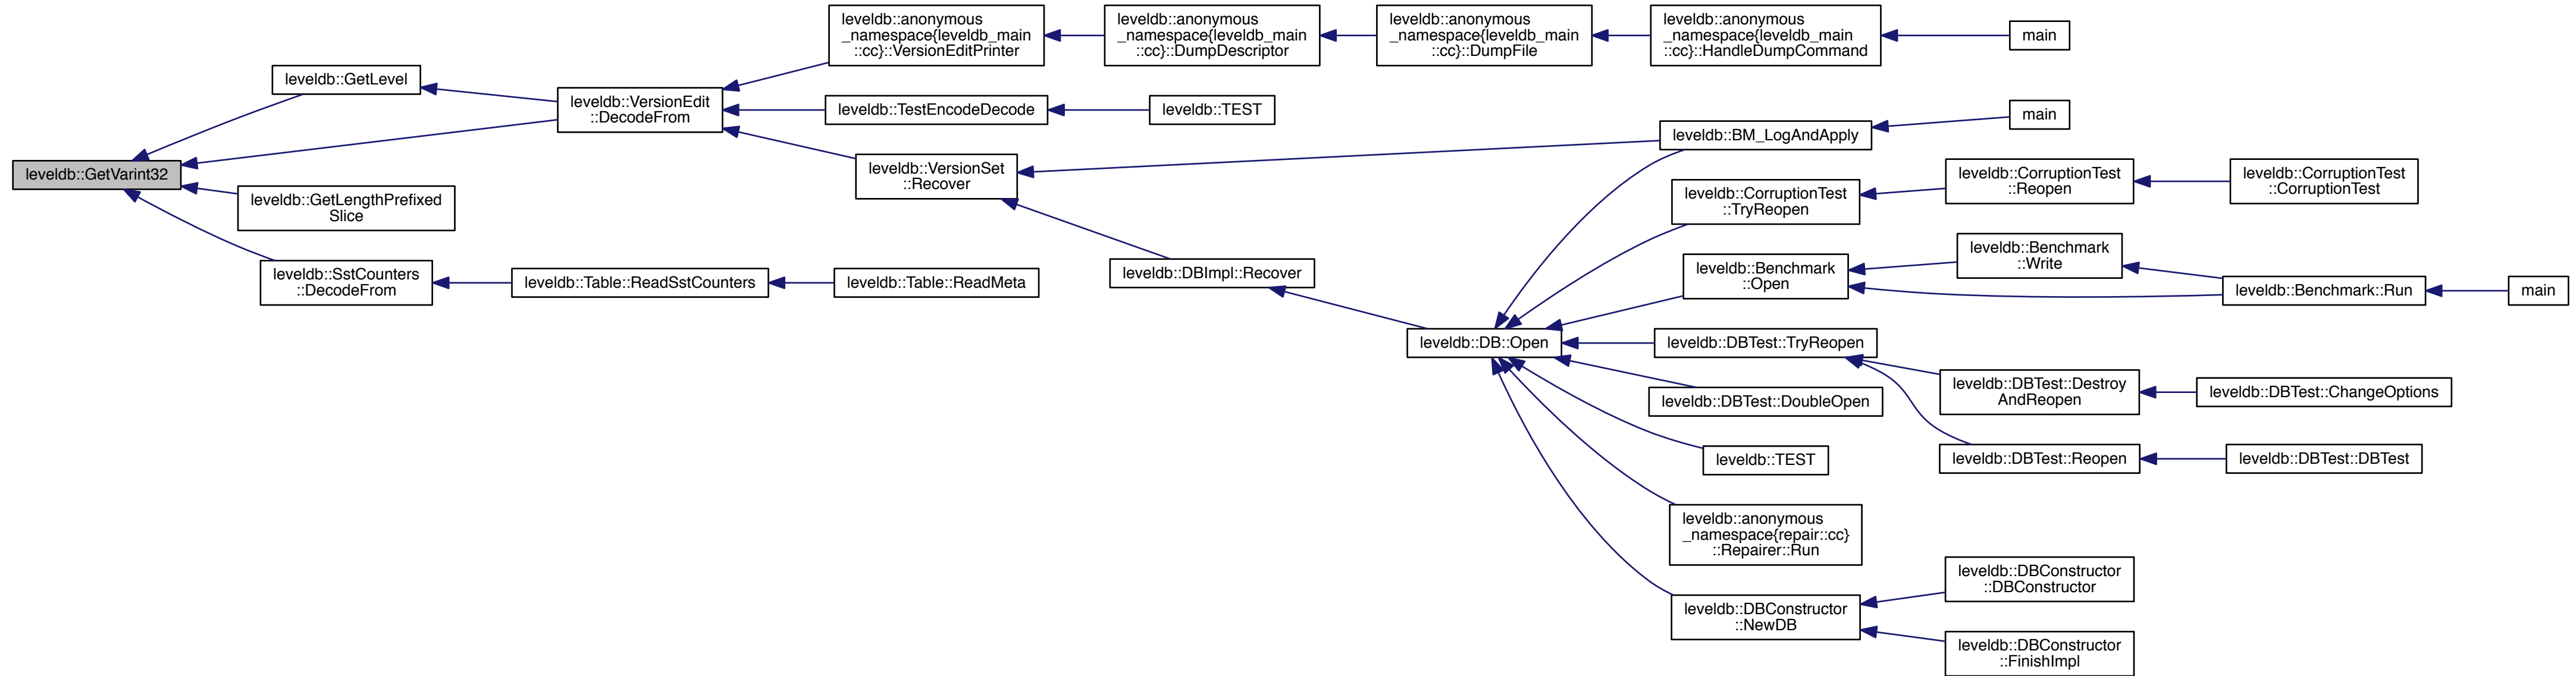 leveldb::GetVarint32
leveldb::GetLevel
leveldb::GetLengthPrefixed
Slice
leveldb::SstCounters
::DecodeFrom
leveldb::VersionEdit
::DecodeFrom
leveldb::Table::ReadSstCounters
leveldb::Table::ReadMeta
leveldb::anonymous
_namespace{leveldb_main
::cc}::VersionEditPrinter
leveldb::anonymous
_namespace{leveldb_main
::cc}::DumpDescriptor
leveldb::anonymous
_namespace{leveldb_main
::cc}::DumpFile
leveldb::anonymous
_namespace{leveldb_main
::cc}::HandleDumpCommand
main
leveldb::TestEncodeDecode
leveldb::TEST
leveldb::VersionSet
::Recover
leveldb::BM_LogAndApply
main
leveldb::DBImpl::Recover
leveldb::DB::Open
leveldb::CorruptionTest
::TryReopen
leveldb::CorruptionTest
::Reopen
leveldb::CorruptionTest
::CorruptionTest
leveldb::Benchmark
::Open
leveldb::Benchmark
::Write
leveldb::Benchmark::Run
main
leveldb::DBTest::TryReopen
leveldb::DBTest::Destroy
AndReopen
leveldb::DBTest::ChangeOptions
leveldb::DBTest::DoubleOpen
leveldb::DBTest::Reopen
leveldb::DBTest::DBTest
leveldb::TEST
leveldb::anonymous
_namespace{repair::cc}
::Repairer::Run
leveldb::DBConstructor
::NewDB
leveldb::DBConstructor
::DBConstructor
leveldb::DBConstructor
::FinishImpl